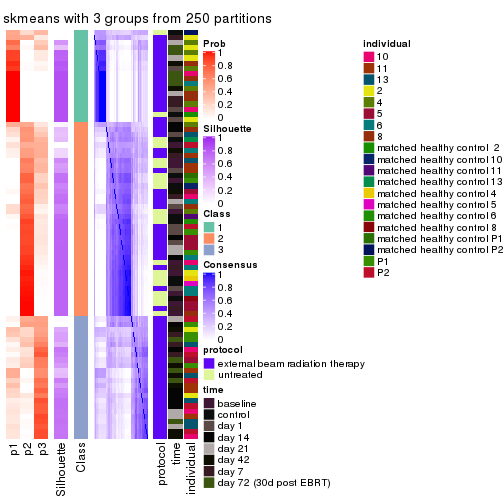 skmeans with 3 groups from 250 partitions
Prob
1
0.8
0.6
0.4
0.2
0
Silhouette
1
0.8
0.6
0.4
0.2
0
Class
1
2
3
Consensus
1
0.8
0.6
0.4
0.2
0
protocol
external beam radiation therapy
untreated
time
baseline
control
day 1
day 14
day 21
day 42
day 7
day 72 (30d post EBRT)
individual
10
11
13
2
4
5
6
8
matched healthy control 2
matched healthy control 10
matched healthy control 11
matched healthy control 13
matched healthy control 4
matched healthy control 5
matched healthy control 6
matched healthy control 8
matched healthy control P1
matched healthy control P2
P1
P2
p1
p2
p3
Silhouette
Class
protocol
time
individual